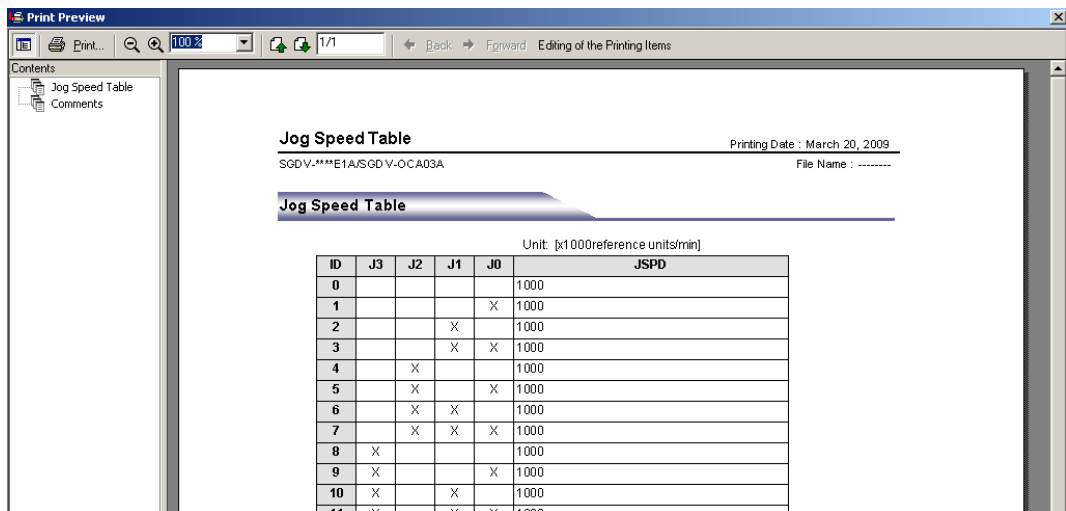 Print Preview
Print... 100 % 1/1 Back Forward Editing of the Printing Items
Contents
Jog Speed Table
Comments
Jog Speed Table
Printing Date : March 20, 2009
SGDV-****E1A/SGDV-OCA03A
File Name : --------
Jog Speed Table
Unit: [x1000reference units/min]
ID J3 J2 J1 J0 JSPD
0 1000
1 X 1000
2 X 1000
3 X X 1000
4 X 1000
5 X X 1000
6 X X 1000
7 X X X 1000
8 X 1000
9 X X 1000
10 X X 1000
11 X X X 1000